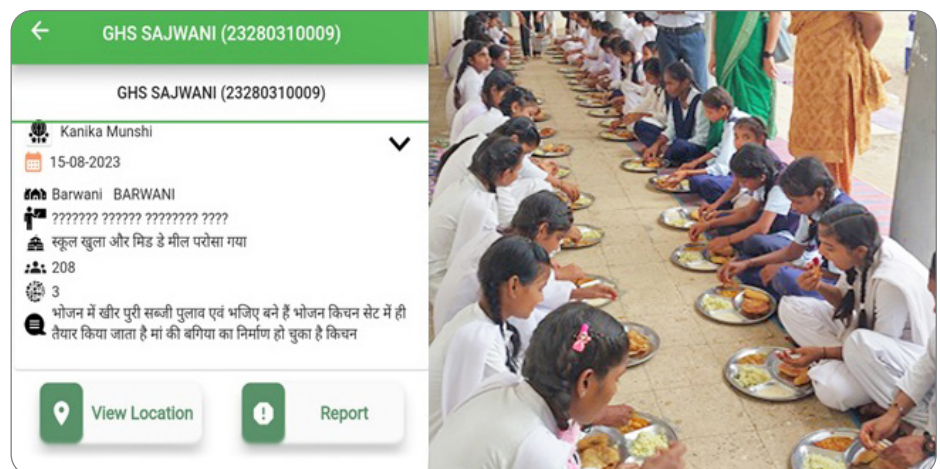 GHS SAJWANI (23280310009)
GHS SAJWANI (23280310009)
Kanika Munshi
15-08-2023
Barwani BARWANI
??????? ?????? ???????? ????
स्कूल खुला और मिड डे मील परोसा गया
208
3
भोजन में खीर पुरी सब्जी पुलाव एवं भजिए बने हैं भोजन किचन सेट में ही
तैयार किया जाता है मां की बगिया का निर्माण हो चुका है किचन
View Location
Report